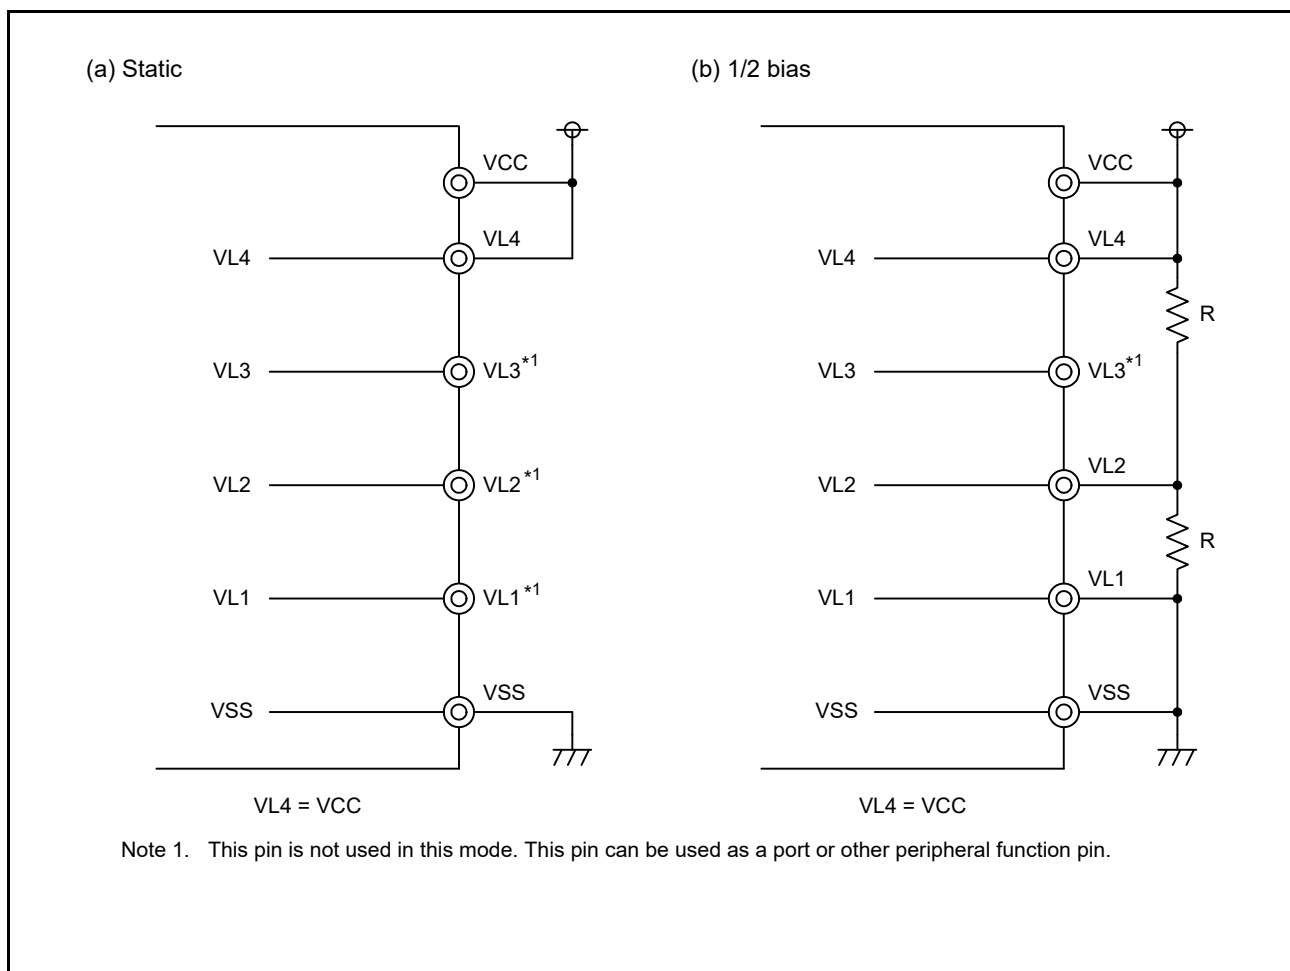 (a) Static
VCC
VL4 VL4
VL3 VL3*1
VL2 VL2*1
VL1 VL1*1
VSS VSS
VL4 = VCC
(b) 1/2 bias
VCC
VL4 VL4
R
VL3 VL3*1
VL2 VL2
R
VL1 VL1
VSS VSS
VL4 = VCC
Note 1. This pin is not used in this mode. This pin can be used as a port or other peripheral function pin.